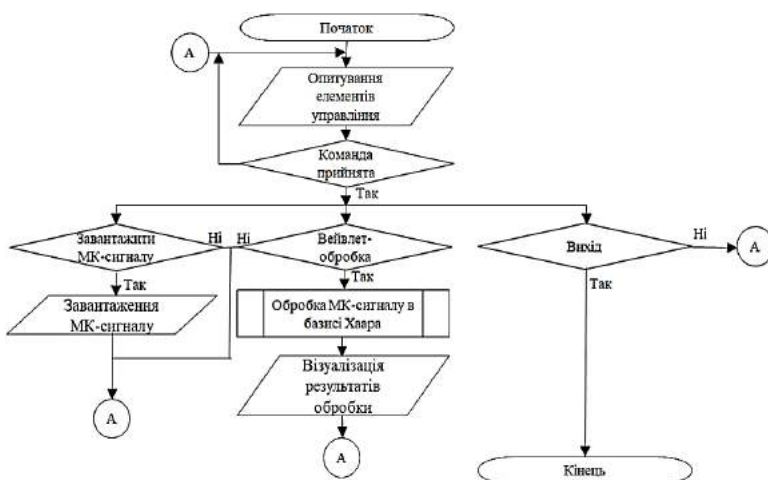 Початок
А
Опитування
елементів
управління
Команда
прийнята
Так
Завантажити
МК-сигналу
Ні
Ні
Вейвлет-
обробка
Вихід
Ні
А
Так
Так
Так
Завантаження
МК-сигналу
Обробка МК-сигналу в
базисі Хаара
Візуалізація
результатів
обробки
А
А
Кінець